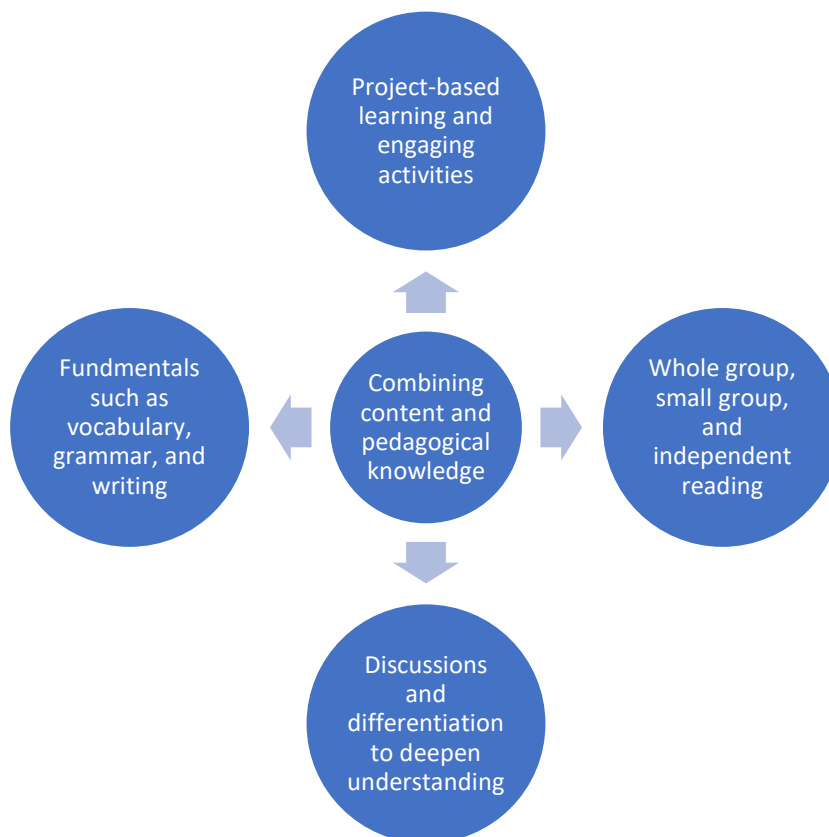 Project-based
learning and
engaging
activities
Fundmentals
such as
vocabulary,
grammar, and
writing
Combining
content and
pedagogical
knowledge
Whole group,
small group,
and
independent
reading
Discussions
and
differentiation
to deepen
understanding